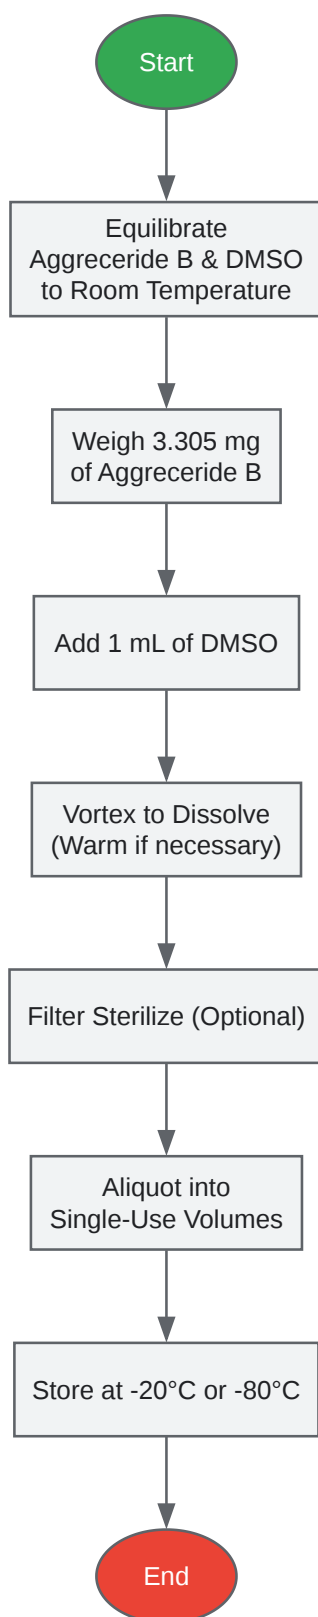 Start
Equilibrate
Aggreceride B & DMSO
to Room Temperature
Weigh 3.305 mg
of Aggreceride B
Add 1 mL of DMSO
Vortex to Dissolve
(Warm if necessary)
Filter Sterilize (Optional)
Aliquot into
Single-Use Volumes
Store at -20°C or -80°C
End